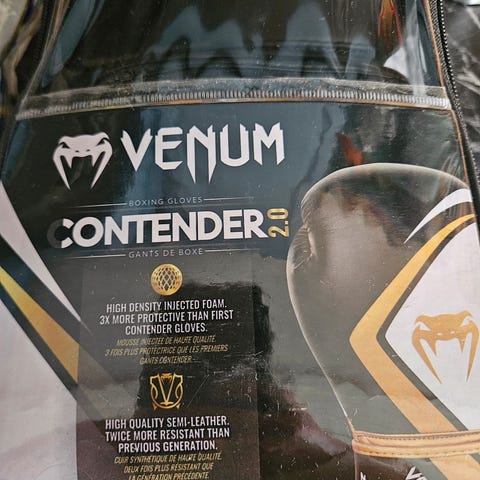 VENUM
BOXING GLOVES
CONTENDER 2.0
GANTS DE BOXE
HIGH DENSITY INJECTED FOAM.
3X MORE PROTECTIVE THAN FIRST
CONTENDER GLOVES.
MOUSSE INJECTÉE DE HAUTE QUALITÉ.
3 FOIS PLUS PROTECTRICE QUE LES PREMIERS
GANTS CONTENDER.
HIGH QUALITY SEMI-LEATHER.
TWICE MORE RESISTANT THAN
PREVIOUS GENERATION.
CUIR SYNTHÉTIQUE DE HAUTE QUALITÉ.
DEUX FOIS PLUS RÉSISTANT QUE
LA GÉNÉRATION PRÉCÉDENTE.